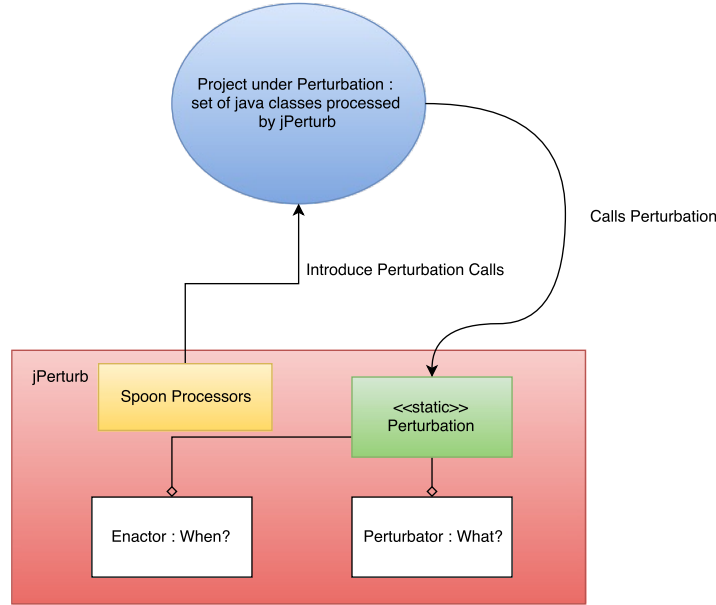 Project under Perturbation :
set of java classes processed
by jPerturb
Calls Perturbation
Introduce Perturbation Calls
jPerturb
Spoon Processors
<<static>>
Perturbation
Enactor : When?
Perturbator : What?